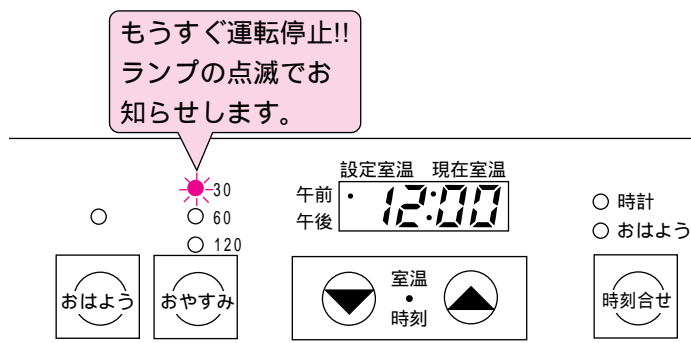 もうすぐ運転停止!!
ランプの点滅でお
知らせします。
設定室温 現在室温
30
60
120
午前
午後
12:00
時計
おはよう
おはよう
おやすみ
室温
・
時刻
時刻合せ